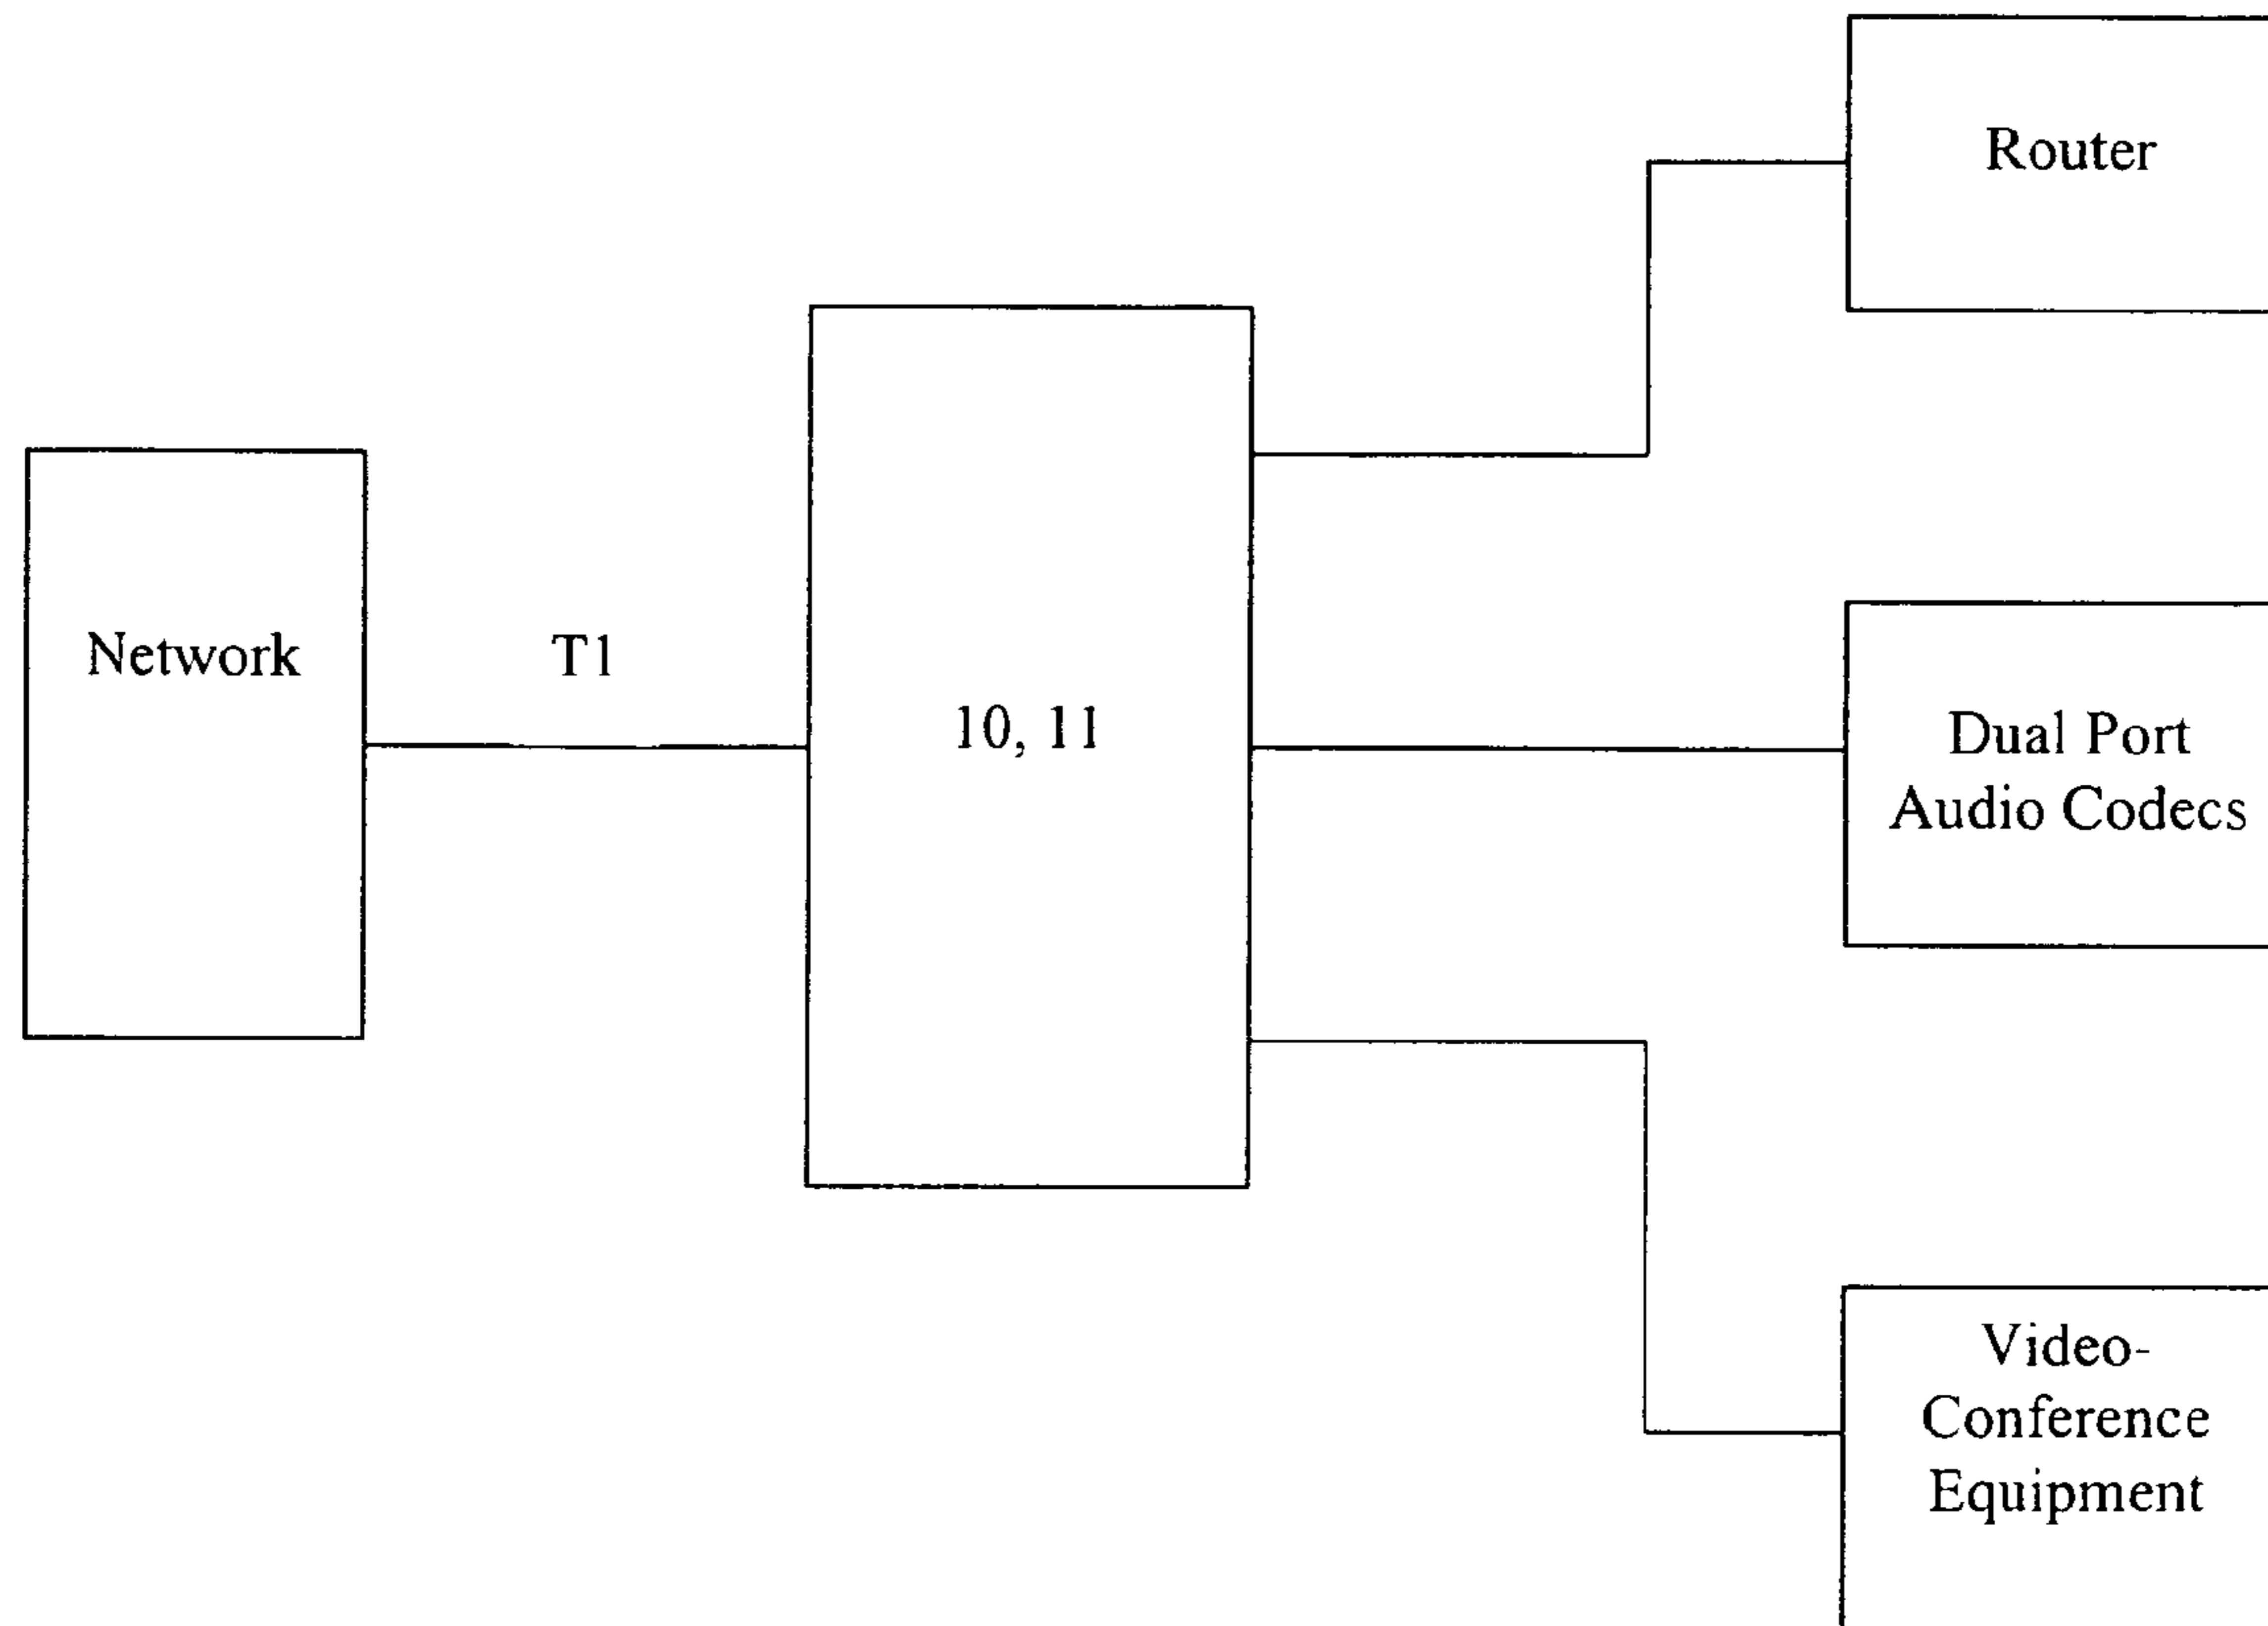 Router
Network
T1
10, 11
Dual Port
Audio Codecs
Video-
Conference
Equipment